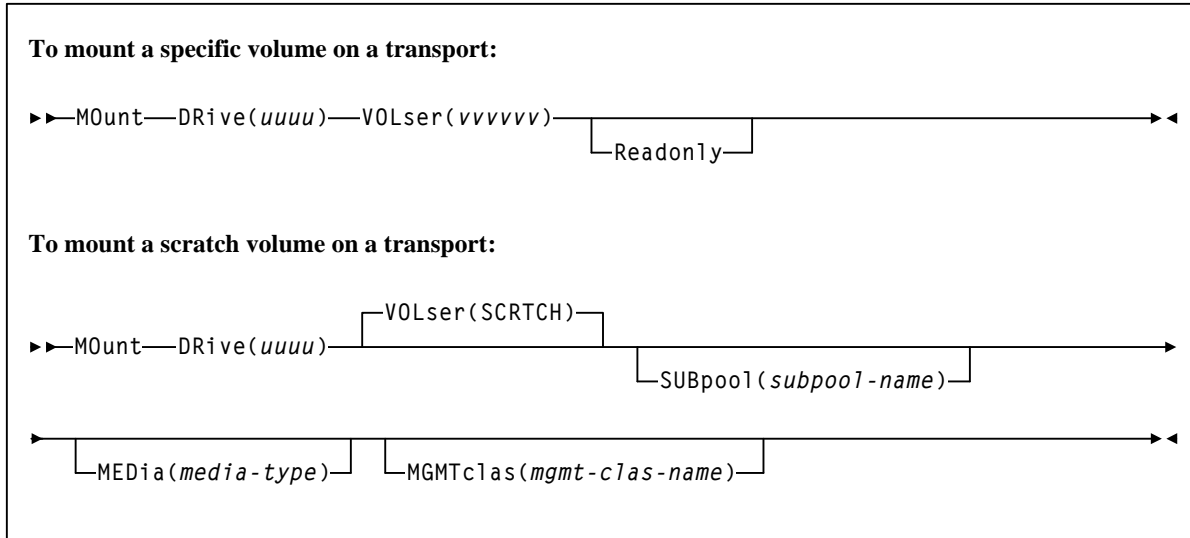 To mount a specific volume on a transport:
MOunt DRive(uuuu) VOLser(vvvvvv)
Readonly
To mount a scratch volume on a transport:
VOLser(SCRTCH)
MOunt DRive(uuuu)
SUBpool(subpool-name)
MEDia(media-type) MGMTclas(mgmt-clas-name)